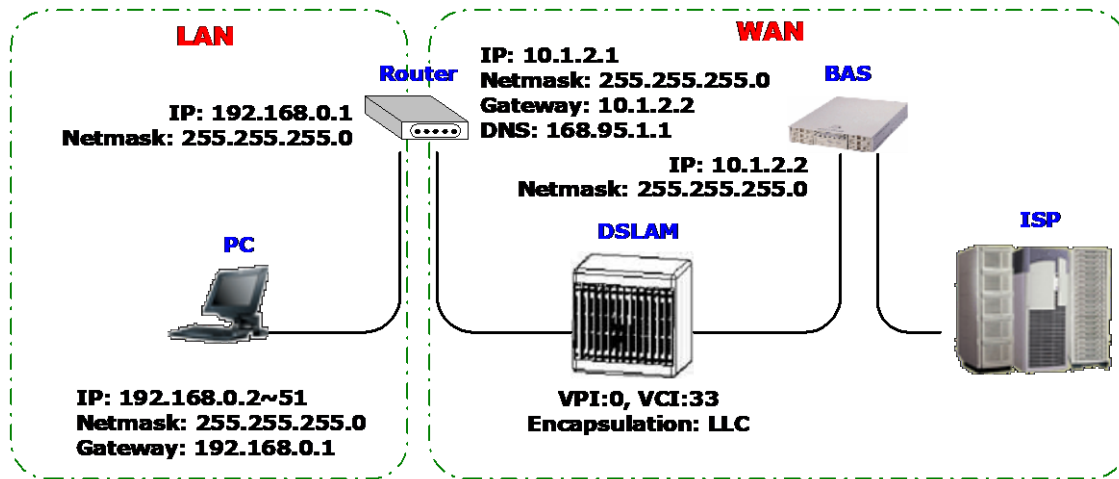 LAN
WAN
Router
IP: 10.1.2.1
Netmask: 255.255.255.0
Gateway: 10.1.2.2
DNS: 168.95.1.1
BAS
IP: 192.168.0.1
Netmask: 255.255.255.0
IP: 10.1.2.2
Netmask: 255.255.255.0
PC
DSLAM
ISP
IP: 192.168.0.2~51
Netmask: 255.255.255.0
Gateway: 192.168.0.1
VPI:0, VCI:33
Encapsulation: LLC